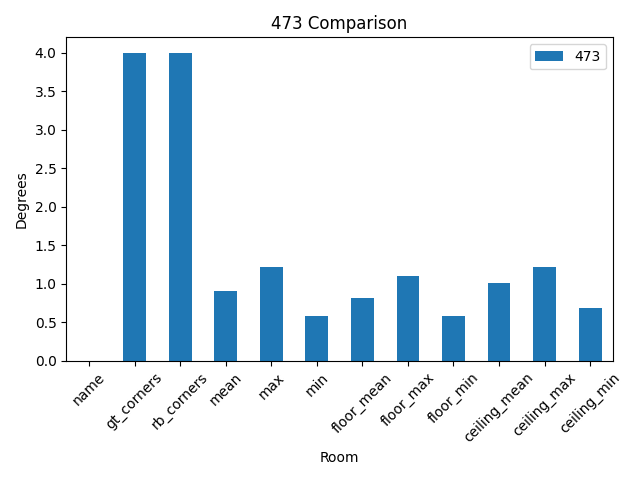 473 Comparison
473
Degrees
4.0
3.5
3.0
2.5
2.0
1.5
1.0
0.5
0.0
name
gt_corners
rb_corners
mean
max
min
floor_mean
floor_max
floor_min
ceiling_mean
ceiling_max
ceiling_min
Room